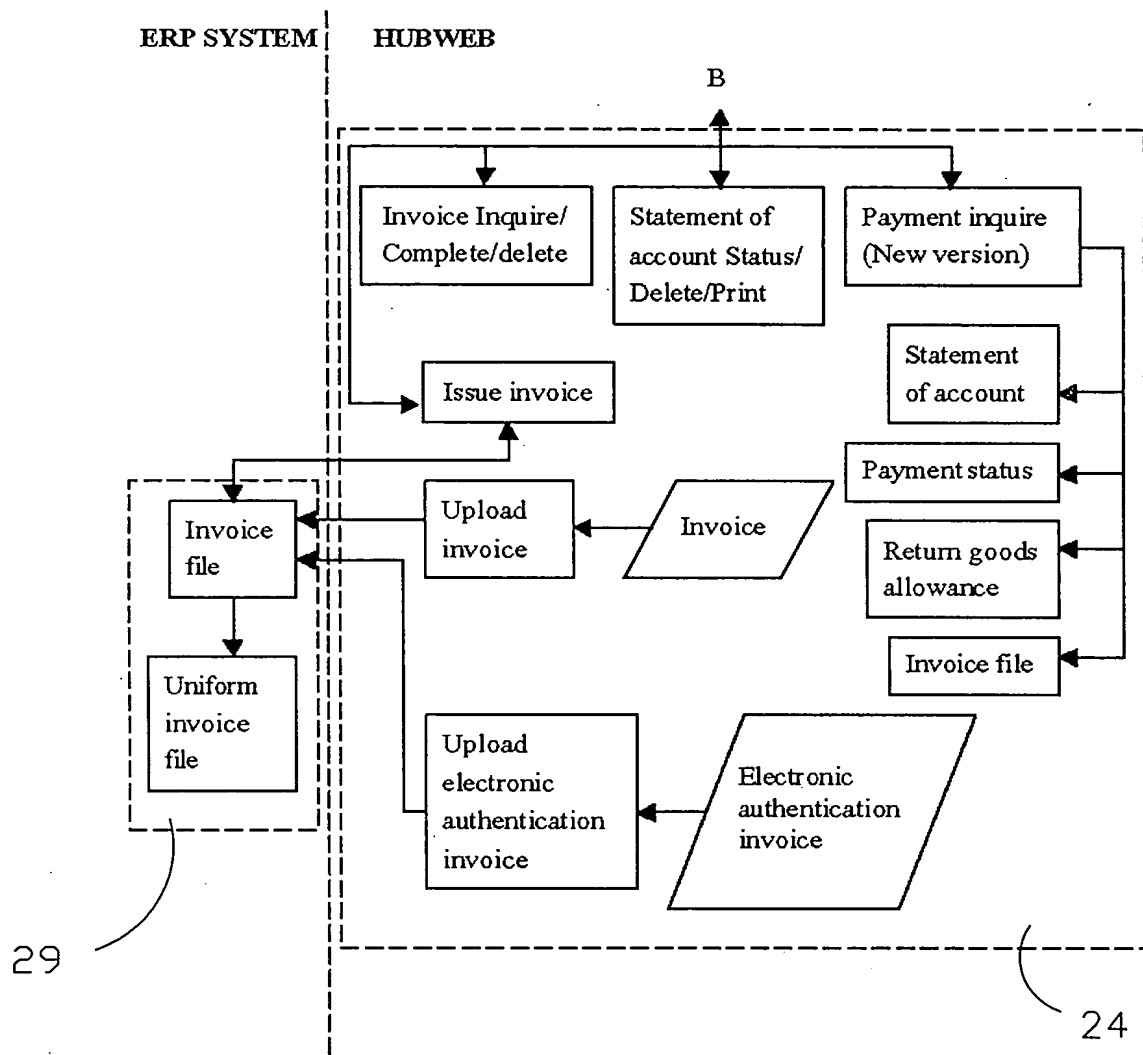 ERP SYSTEM
HUBWEB
B
Invoice Inquire/
Complete/delete
Statement of
account Status/
Delete/Print
Payment inquire
(New version)
Statement
of account
Issue invoice
Payment status
Invoice
file
Upload
invoice
Invoice
Return goods
allowance
Invoice file
Uniform
invoice
file
Upload
electronic
authentication
invoice
Electronic
authentication
invoice
29
24